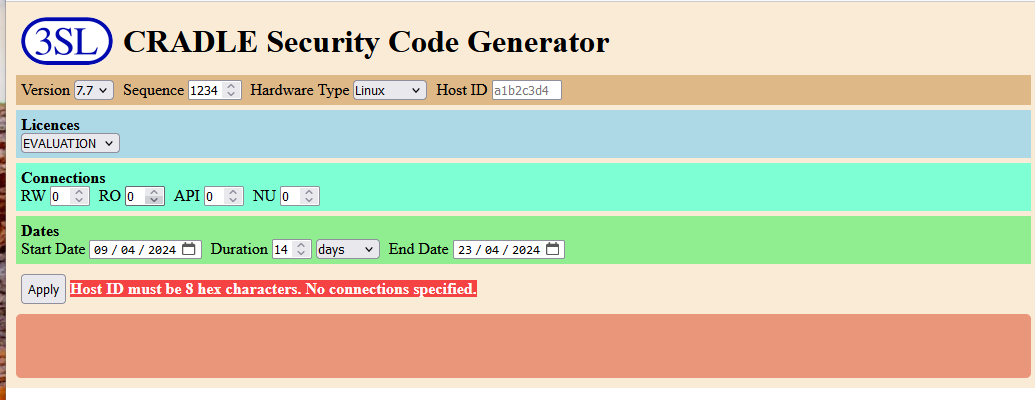 3SL CRADLE Security Code Generator
Version 7.7 Sequence 1234 Hardware Type Linux Host ID a1b2c3d4
Licences
EVALUATION
Connections
RW 0 RO 0 API 0 NU 0
Dates
Start Date 09 / 04 / 2024 Duration 14 days End Date 23 / 04 / 2024
Apply Host ID must be 8 hex characters. No connections specified.